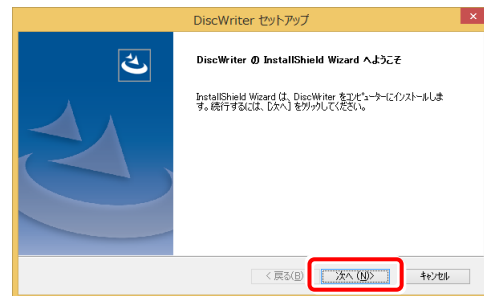 DiscWriter セットアップ
DiscWriter の InstallShield Wizard へようこそ
InstallShield Wizard は、DiscWriter をコンピューターにインストールしま
す。続行するには、[次へ] をクリックしてください。
< 戻る(B)
次へ (N)>
キャンセル